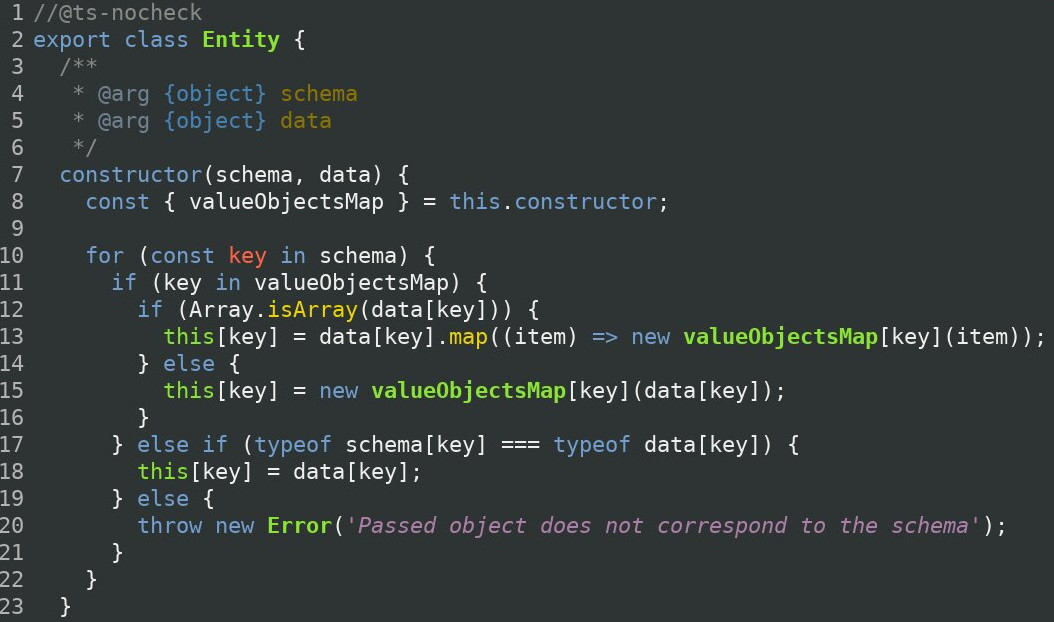 1 //@ts-nocheck
2 export class Entity {
3   /**
4    * @arg {object} schema
5    * @arg {object} data
6    */
7   constructor(schema, data) {
8     const { valueObjectsMap } = this.constructor;
9
10     for (const key in schema) {
11       if (key in valueObjectsMap) {
12         if (Array.isArray(data[key])) {
13           this[key] = data[key].map((item) => new valueObjectsMap[key](item));
14         } else {
15           this[key] = new valueObjectsMap[key](data[key]);
16         }
17       } else if (typeof schema[key] === typeof data[key]) {
18         this[key] = data[key];
19       } else {
20         throw new Error('Passed object does not correspond to the schema');
21       }
22     }
23   }